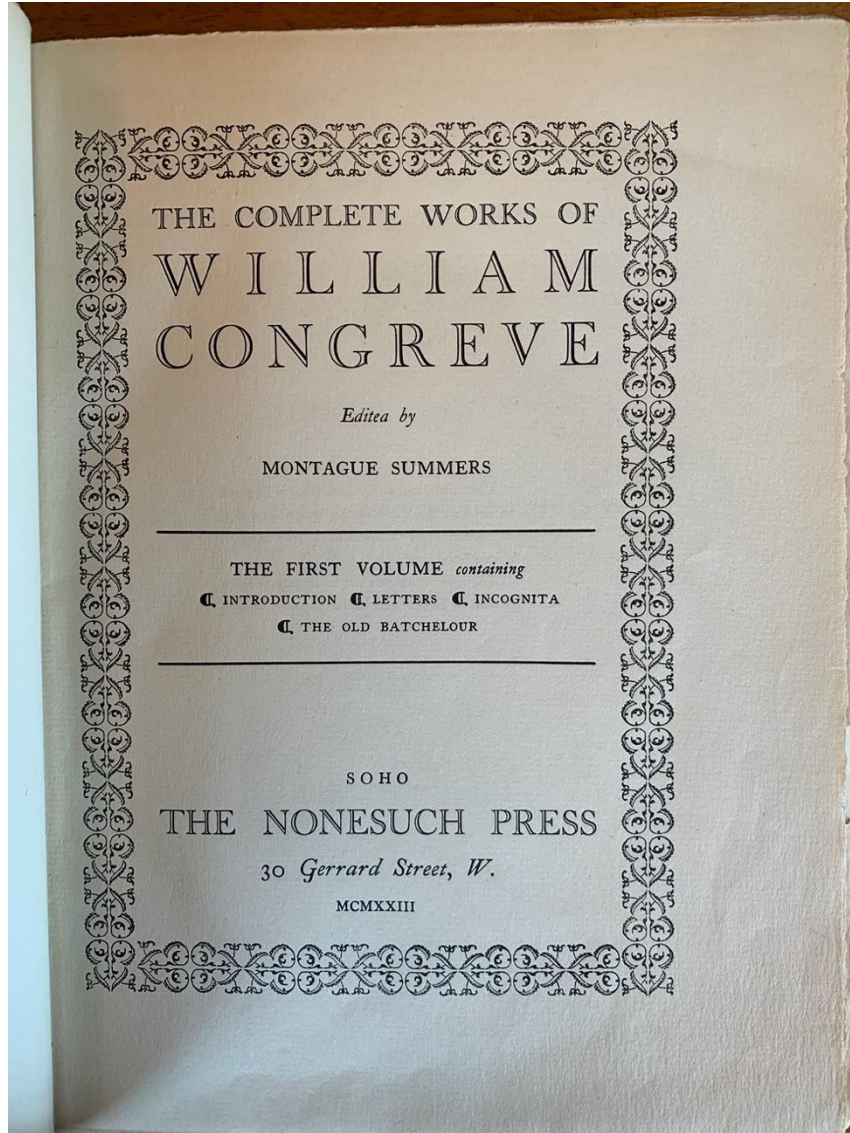 THE COMPLETE WORKS OF
WILLIAM
CONGREVE
Editea by
MONTAGUE SUMMERS
THE FIRST VOLUME containing
⸿ INTRODUCTION ⸿ LETTERS ⸿ INCOGNITA
⸿ THE OLD BATCHELOUR
SOHO
THE NONESUCH PRESS
30 Gerrard Street, W.
MCMXXIII